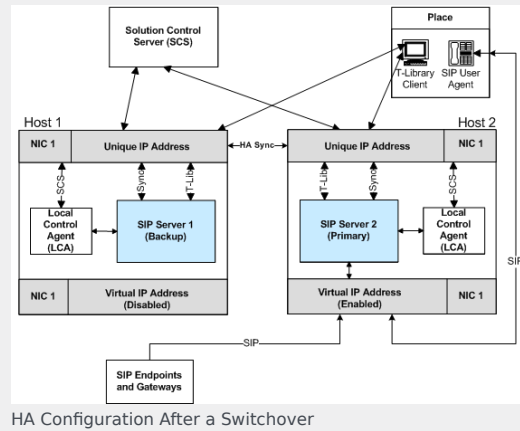 Solution Control
Server (SCS)
Place
T-Library
Client
SIP User
Agent
Host 1
Host 2
NIC 1
Unique IP Address
HA Sync
Unique IP Address
NIC 1
SCS
Sync
T-Lib
T-Lib
Sync
SCS
Local
Control
Agent
(LCA)
SIP Server 1
(Backup)
SIP Server 2
(Primary)
Local
Control
Agent
(LCA)
SIP
NIC 1
Virtual IP Address
(Disabled)
Virtual IP Address
(Enabled)
NIC 1
SIP
SIP Endpoints
and Gateways
HA Configuration After a Switchover